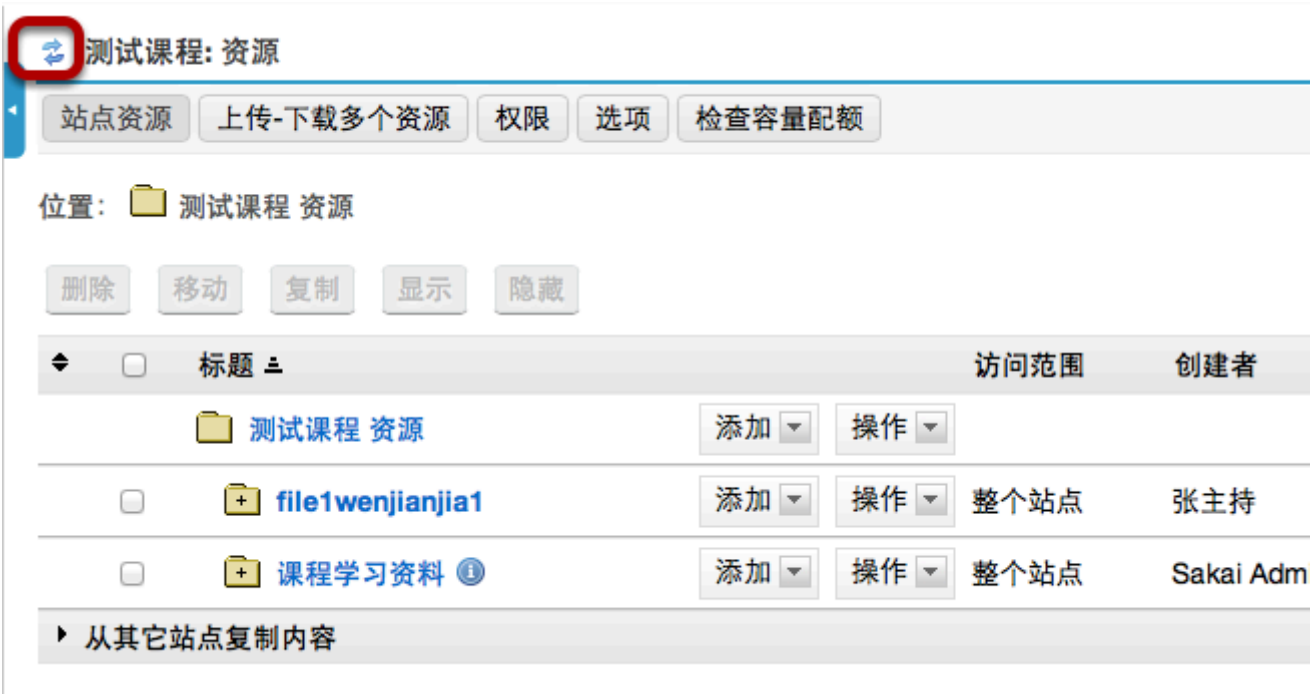 测试课程: 资源
站点资源 上传-下载多个资源 权限 选项 检查容量配额
位置: 测试课程 资源
删除 移动 复制 显示 隐藏
标题 访问范围 创建者
测试课程 资源 添加 操作
file1wenjianjia1 添加 操作 整个站点 张主持
课程学习资料 添加 操作 整个站点 Sakai Adm
从其它站点复制内容